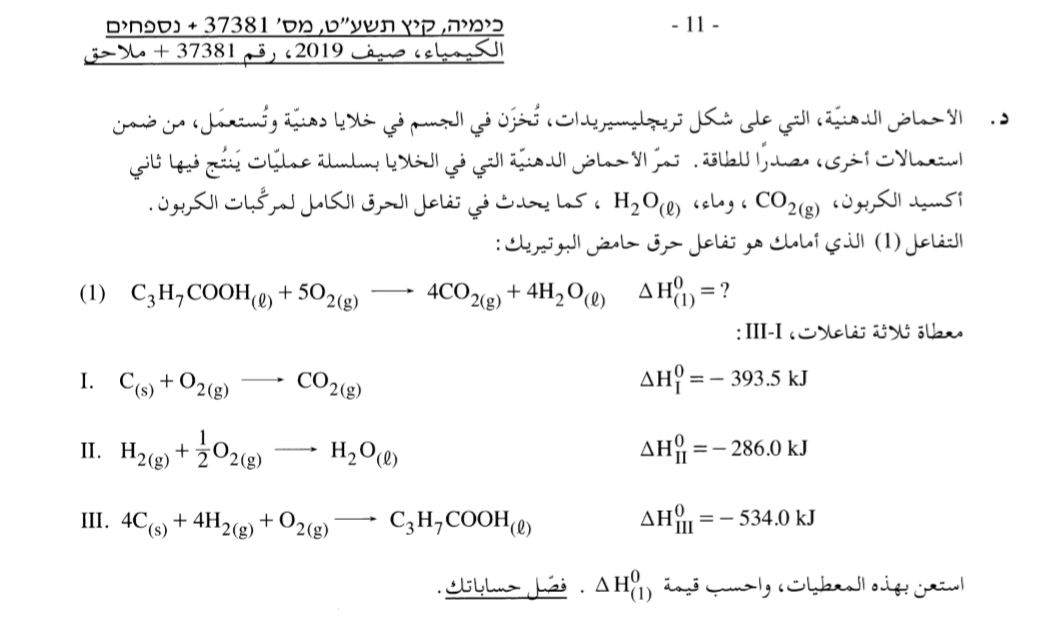 - 11 -
כימיה, קיץ תשע"ט, מס' 37381 + נספחים
الكيمياء، صيف 2019، رقم 37381 + ملاحق
د. الأحماض الدهنيّة، التي على شكل تريچليسيريدات، تُخزَن في الجسم في خلايا دهنيّة وتُستعمَل، من ضمن
استعمالات أخرى، مصدرًا للطاقة. تمرّ الأحماض الدهنيّة التي في الخلايا بسلسلة عمليّات يَنتُج فيها ثاني
أكسيد الكربون، CO₂(g)، وماء، H₂O(ℓ)، كما يحدث في تفاعل الحرق الكامل لمركَّبات الكربون.
التفاعل (1) الذي أمامك هو تفاعل حرق حامض البوتيريك:
(1) C₃H₇COOH(ℓ) + 5O₂(g) ⟶ 4CO₂(g) + 4H₂O(ℓ) ΔH⁰(1) = ?
معطاة ثلاثة تفاعلات، III-I:
I. C(s) + O₂(g) ⟶ CO₂(g) ΔH⁰I = − 393.5 kJ
II. H₂(g) + ½O₂(g) ⟶ H₂O(ℓ) ΔH⁰II = − 286.0 kJ
III. 4C(s) + 4H₂(g) + O₂(g) ⟶ C₃H₇COOH(ℓ) ΔH⁰III = − 534.0 kJ
استعن بهذه المعطيات، واحسب قيمة ΔH⁰(1). فصّل حساباتك.